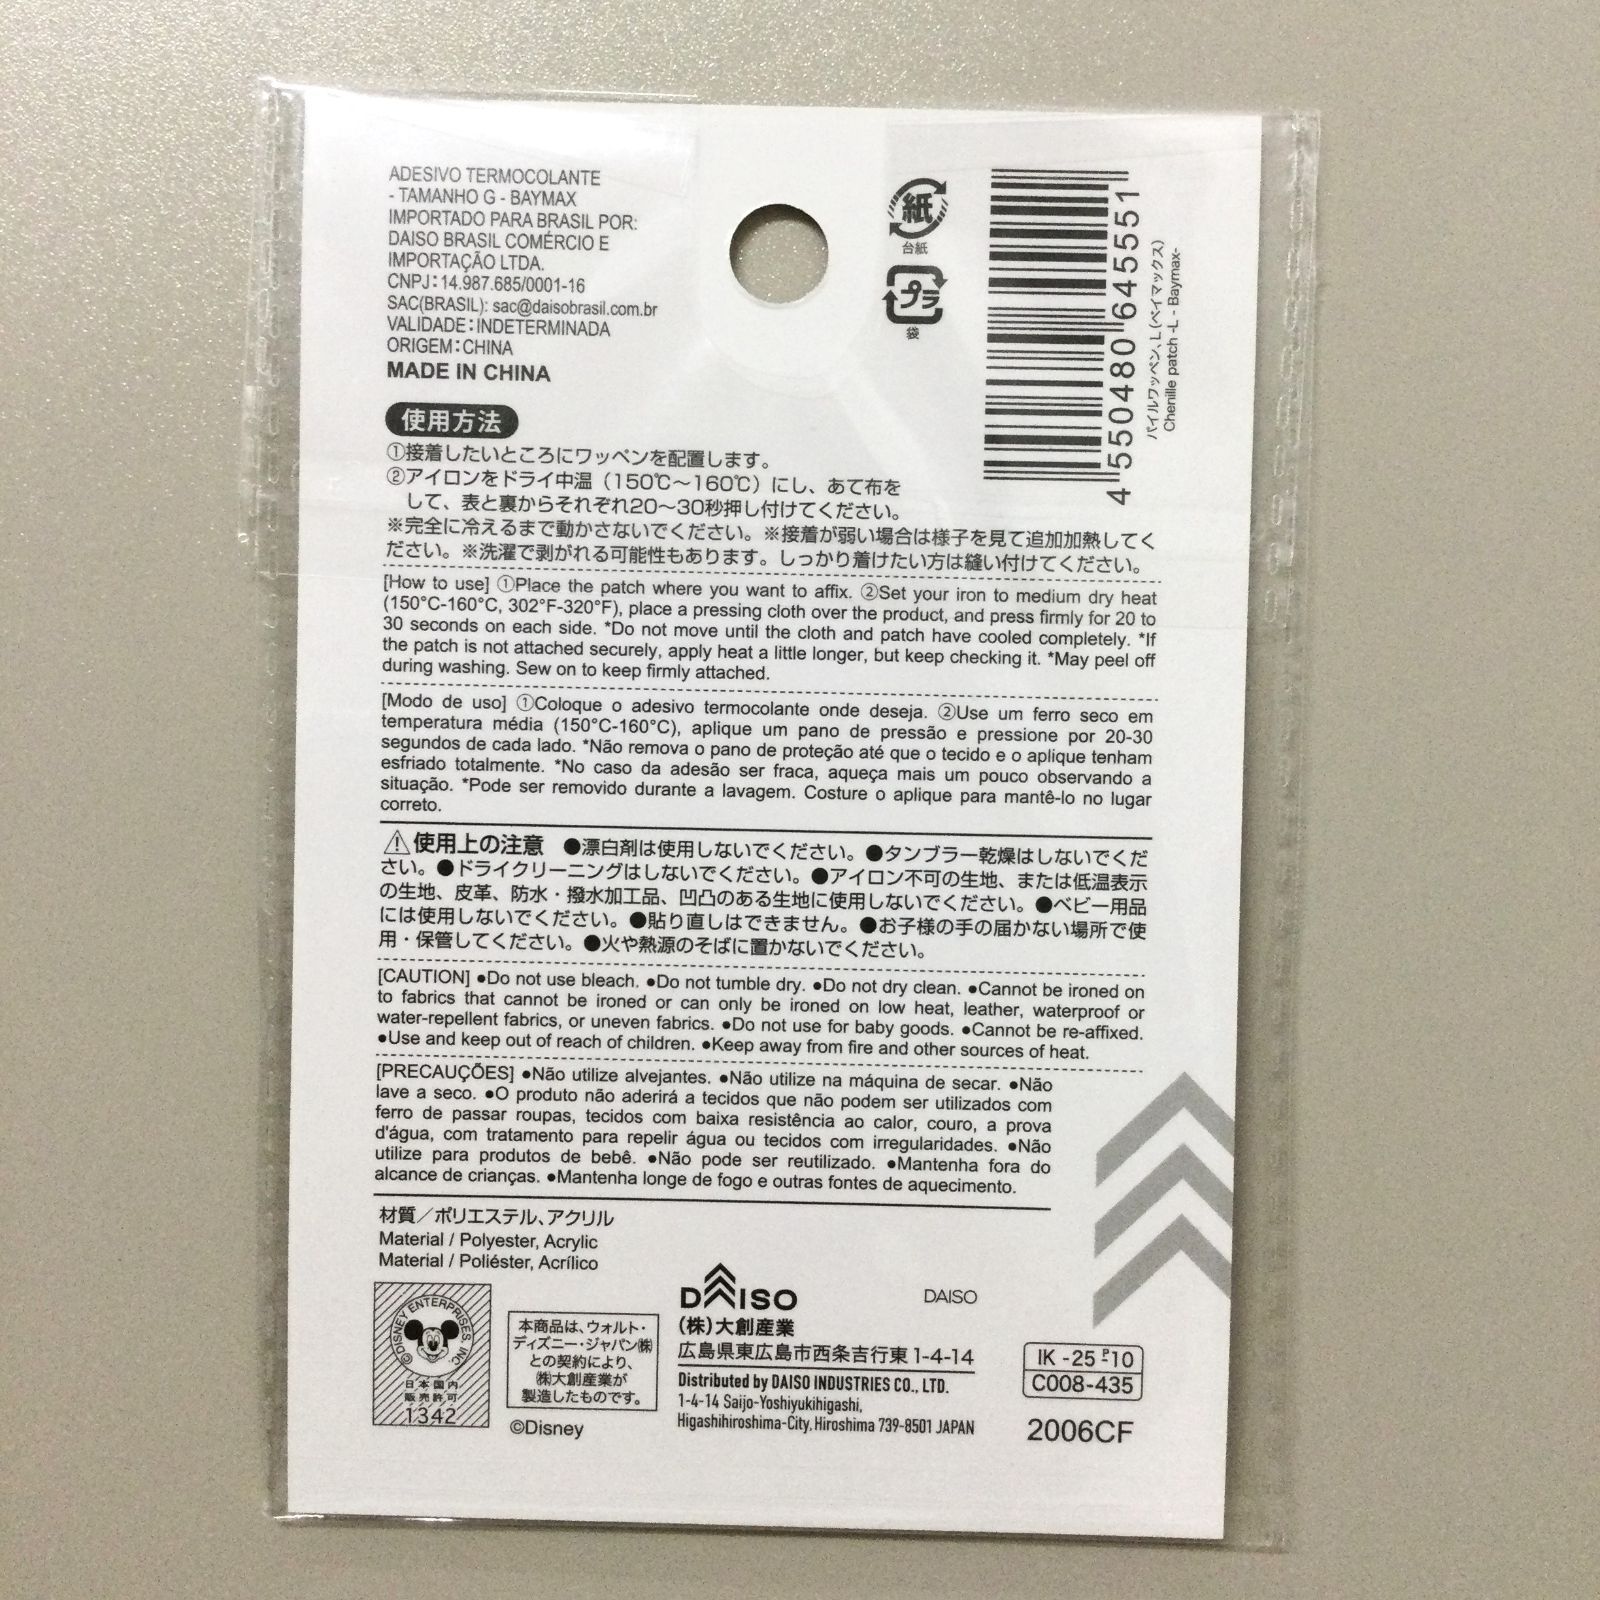 ADESIVO TERMOCOLANTE
- TAMANHO G - BAYMAX
IMPORTADO PARA BRASIL POR:
DAISO BRASIL COMÉRCIO E
IMPORTAÇÃO LTDA.
CNPJ:14.987.685/0001-16
SAC(BRASIL): sac@daisobrasil.com.br
VALIDADE:INDETERMINADA
ORIGEM:CHINA
MADE IN CHINA
紙
台紙
プラ
袋
4 550480 645551
パイルワッペン、L(ベイマックス)
Chenille patch -L - Baymax-
使用方法
①接着したいところにワッペンを配置します。
②アイロンをドライ中温(150℃～160℃)にし、あて布を
して、表と裏からそれぞれ20～30秒押し付けてください。
※完全に冷えるまで動かさないでください。※接着が弱い場合は様子を見て追加加熱してく
ださい。※洗濯で剥がれる可能性もあります。しっかり着けたい方は縫い付けてください。
[How to use] ①Place the patch where you want to affix. ②Set your iron to medium dry heat
(150°C-160°C, 302°F-320°F), place a pressing cloth over the product, and press firmly for 20 to
30 seconds on each side. *Do not move until the cloth and patch have cooled completely. *If
the patch is not attached securely, apply heat a little longer, but keep checking it. *May peel off
during washing. Sew on to keep firmly attached.
[Modo de uso] ①Coloque o adesivo termocolante onde deseja. ②Use um ferro seco em
temperatura média (150°C-160°C), aplique um pano de pressão e pressione por 20-30
segundos de cada lado. *Não remova o pano de proteção até que o tecido e o aplique tenham
esfriado totalmente. *No caso da adesão ser fraca, aqueça mais um pouco observando a
situação. *Pode ser removido durante a lavagem. Costure o aplique para mantê-lo no lugar
correto.
⚠使用上の注意 ●漂白剤は使用しないでください。●タンブラー乾燥はしないでくだ
さい。●ドライクリーニングはしないでください。●アイロン不可の生地、または低温表示
の生地、皮革、防水・撥水加工品、凹凸のある生地に使用しないでください。●ベビー用品
には使用しないでください。●貼り直しはできません。●お子様の手の届かない場所で使
用・保管してください。●火や熱源のそばに置かないでください。
[CAUTION] ●Do not use bleach. ●Do not tumble dry. ●Do not dry clean. ●Cannot be ironed on
to fabrics that cannot be ironed or can only be ironed on low heat, leather, waterproof or
water-repellent fabrics, or uneven fabrics. ●Do not use for baby goods. ●Cannot be re-affixed.
●Use and keep out of reach of children. ●Keep away from fire and other sources of heat.
[PRECAUÇÕES] ●Não utilize alvejantes. ●Não utilize na máquina de secar. ●Não
lave a seco. ●O produto não aderirá a tecidos que não podem ser utilizados com
ferro de passar roupas, tecidos com baixa resistência ao calor, couro, a prova
d'água, com tratamento para repelir água ou tecidos com irregularidades. ●Não
utilize para produtos de bebê. ●Não pode ser reutilizado. ●Mantenha fora do
alcance de crianças. ●Mantenha longe de fogo e outras fontes de aquecimento.
材質/ポリエステル、アクリル
Material / Polyester, Acrylic
Material / Poliéster, Acrílico
©DISNEY ENTERPRISES, INC
日本国内
販売許可
1342
本商品は、ウォルト・
ディズニー・ジャパン㈱
との契約により、
㈱大創産業が
製造したものです。
©Disney
DAISO
(株)大創産業
広島県東広島市西条吉行東1-4-14
Distributed by DAISO INDUSTRIES CO., LTD.
1-4-14 Saijo-Yoshiyukihigashi,
Higashihiroshima-City, Hiroshima 739-8501 JAPAN
DAISO
IK -25 P-10
C008-435
2006CF